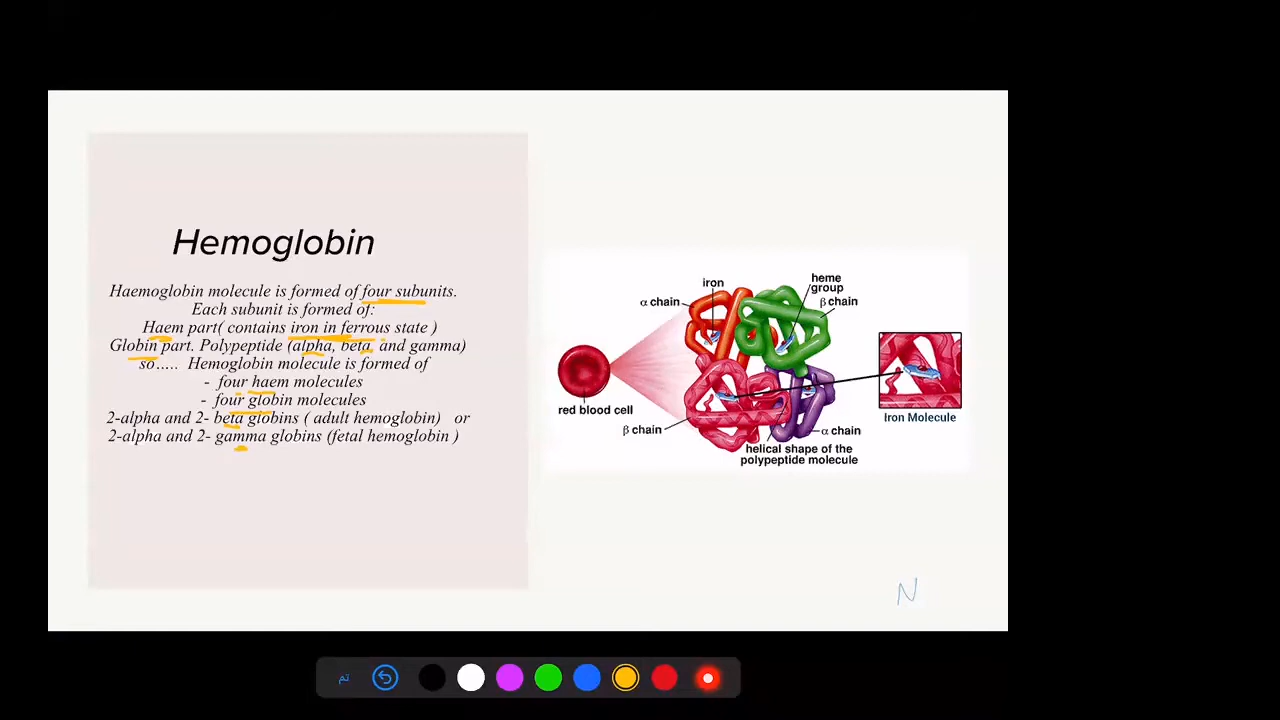 Hemoglobin
Haemoglobin molecule is formed of four subunits.
Each subunit is formed of:
Haem part( contains iron in ferrous state )
Globin part. Polypeptide (alpha, beta and gamma)
so..... Hemoglobin molecule is formed of
- four haem molecules
- four globin molecules
2-alpha and 2- beta globins ( adult hemoglobin) or
2-alpha and 2- gamma globins (fetal hemoglobin )
iron
heme
group
α chain
β chain
red blood cell
β chain
α chain
helical shape of the
polypeptide molecule
Iron Molecule
N
تم